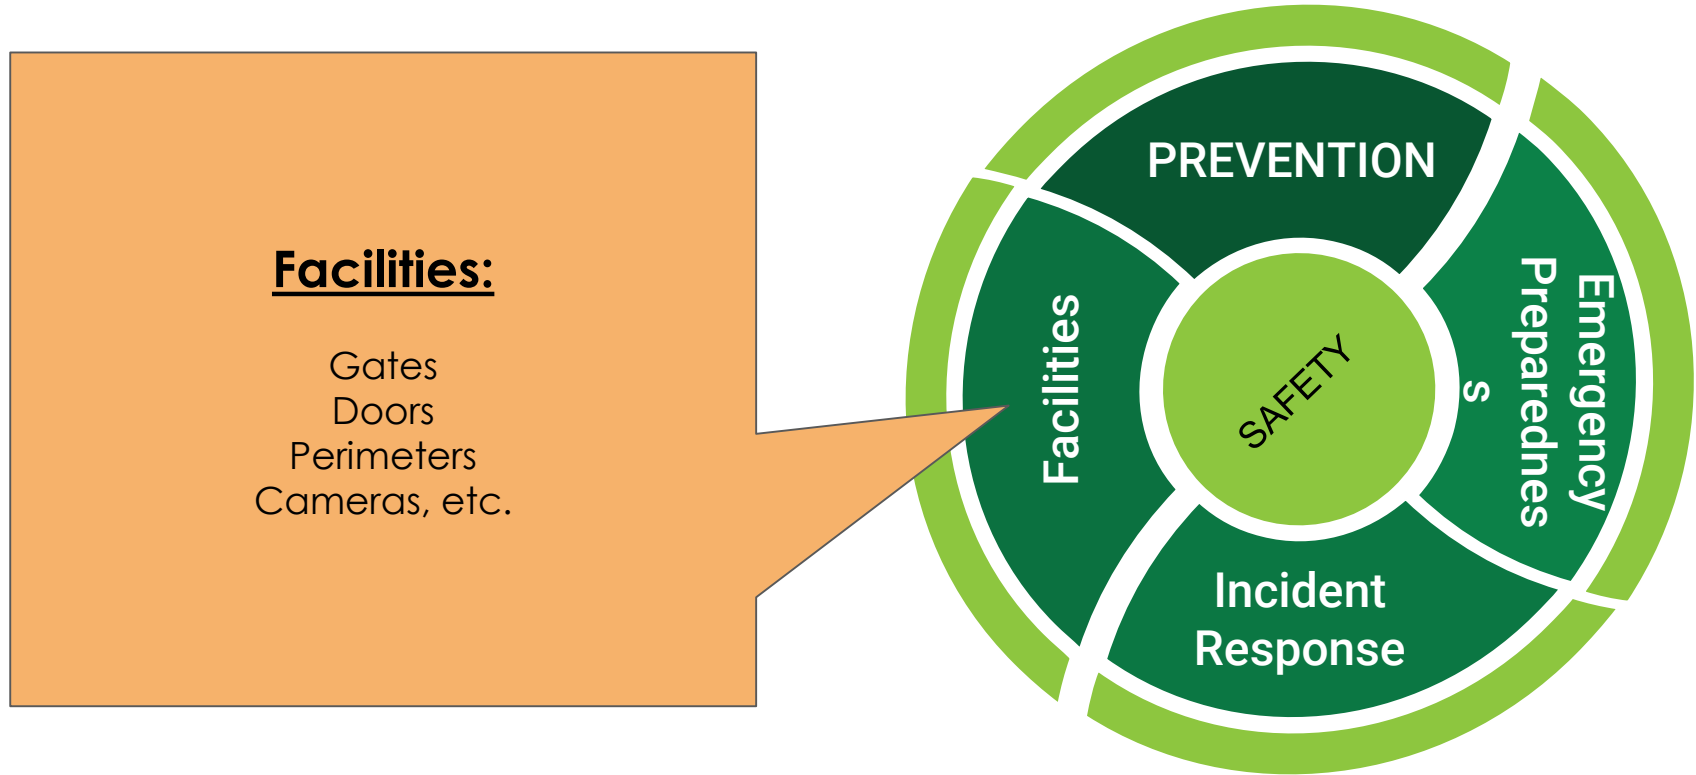 Facilities:
Gates
Doors
Perimeters
Cameras, etc.
PREVENTION
Emergency
Preparednes
s
Incident
Response
Facilities
SAFETY